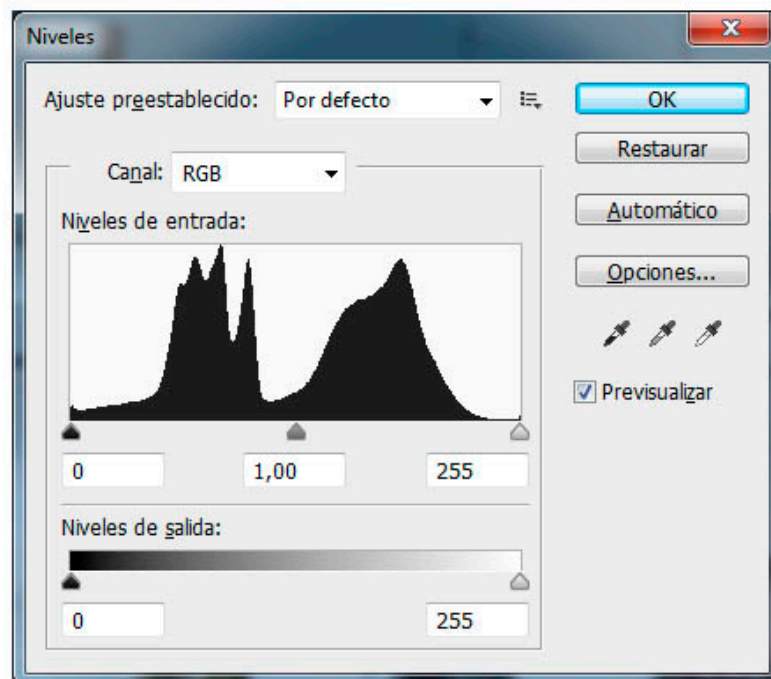 Niveles
Ajuste preestablecido: Por defecto
OK
Restaurar
Canal: RGB
Automático
Niveles de entrada:
Opciones...
Previsualizar
0 1,00 255
Niveles de salida:
0 255